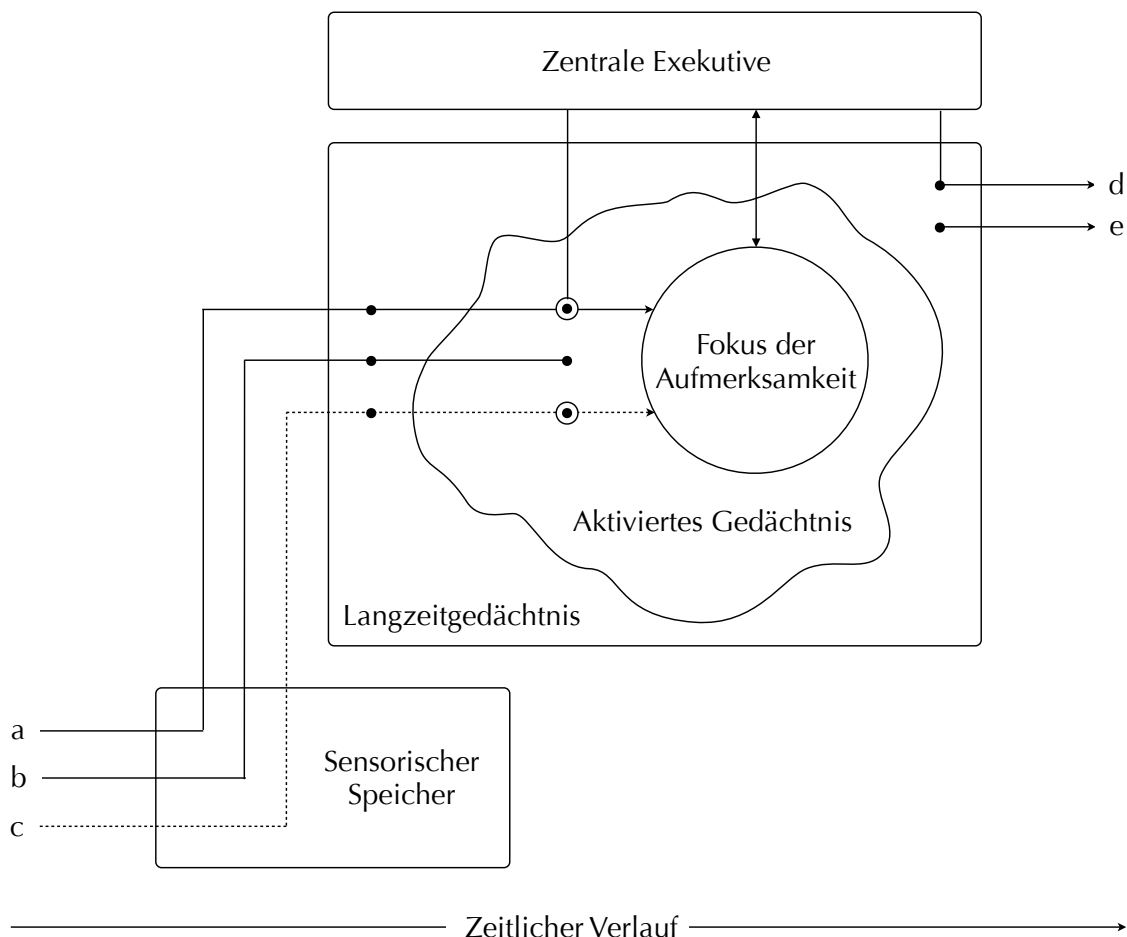 Zentrale Exekutive
d
e
Fokus der
Aufmerksamkeit
Aktiviertes Gedächtnis
Langzeitgedächtnis
a
b
c
Sensorischer
Speicher
Zeitlicher Verlauf